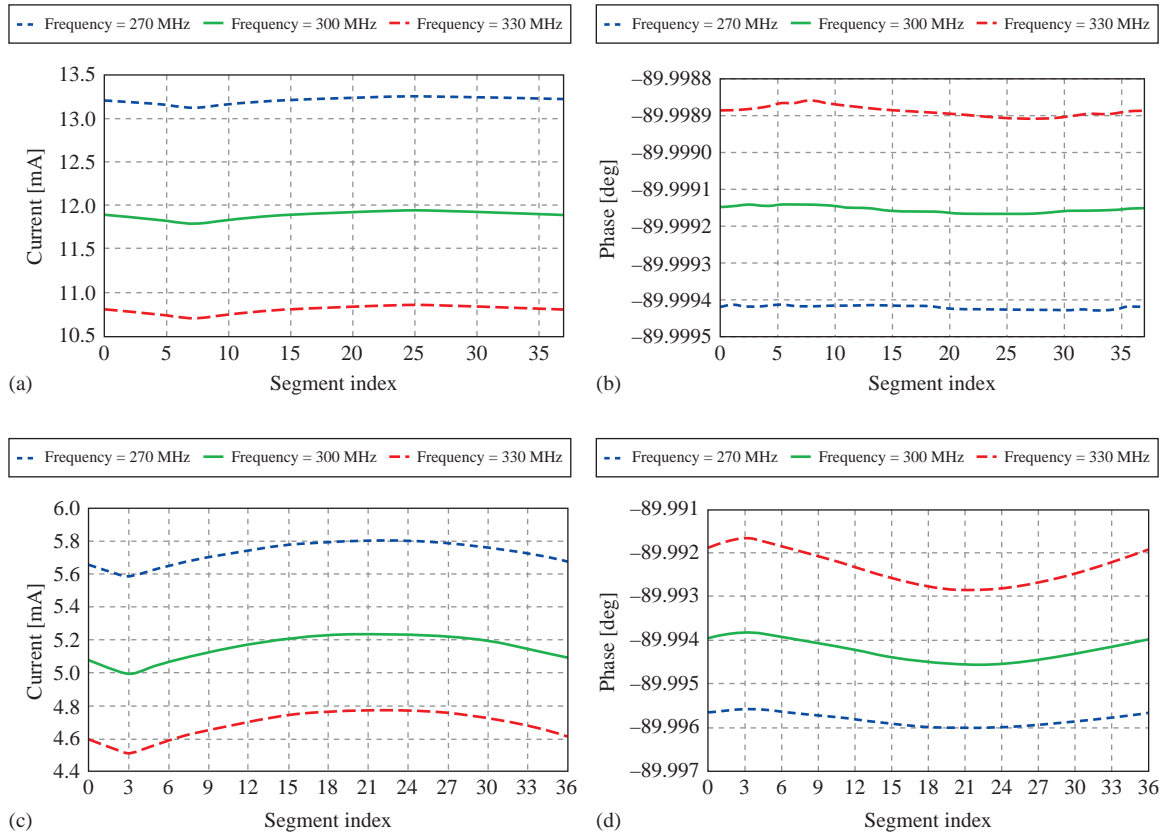 Frequency = 270 MHz Frequency = 300 MHz Frequency = 330 MHz
13.5
13.0
12.5
12.0
11.5
11.0
10.5
Current [mA]
0 5 10 15 20 25 30 35
Segment index
(a)
Frequency = 270 MHz Frequency = 300 MHz Frequency = 330 MHz
−89.9988
−89.9989
−89.9990
−89.9991
−89.9992
−89.9993
−89.9994
−89.9995
Phase [deg]
0 5 10 15 20 25 30 35
Segment index
(b)
Frequency = 270 MHz Frequency = 300 MHz Frequency = 330 MHz
6.0
5.8
5.6
5.4
5.2
5.0
4.8
4.6
4.4
Current [mA]
0 3 6 9 12 15 18 21 24 27 30 33 36
Segment index
(c)
Frequency = 270 MHz Frequency = 300 MHz Frequency = 330 MHz
−89.991
−89.992
−89.993
−89.994
−89.995
−89.996
−89.997
Phase [deg]
0 3 6 9 12 15 18 21 24 27 30 33 36
Segment index
(d)